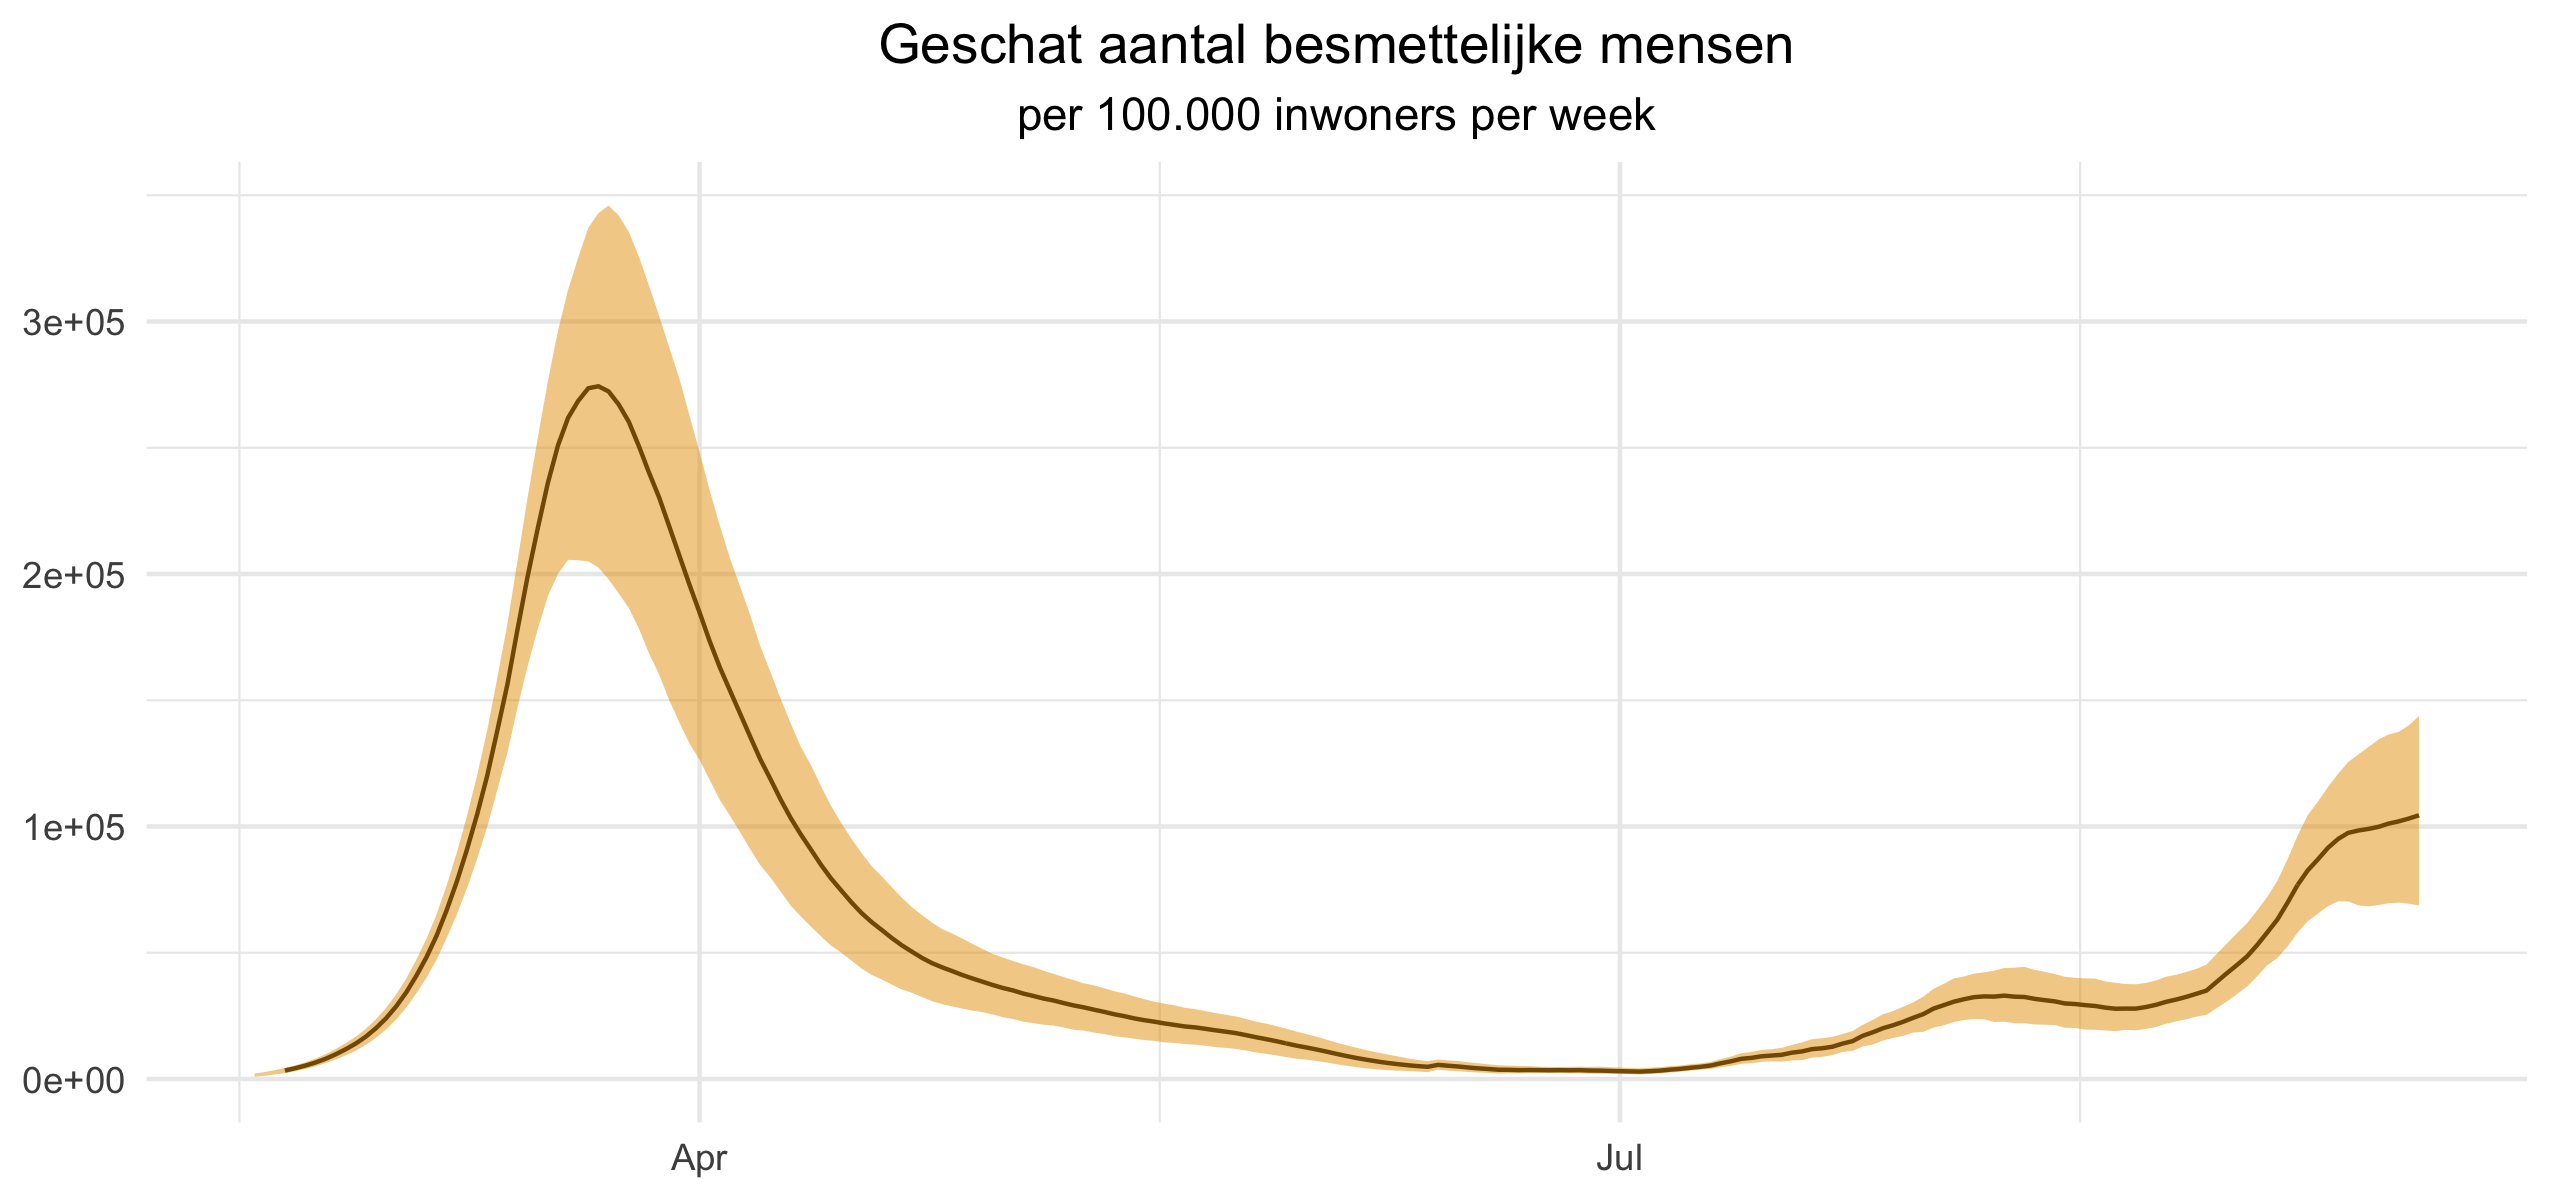 Geschat aantal besmettelijke mensen
per 100.000 inwoners per week
3e+05
2e+05
1e+05
0e+00
Apr
Jul